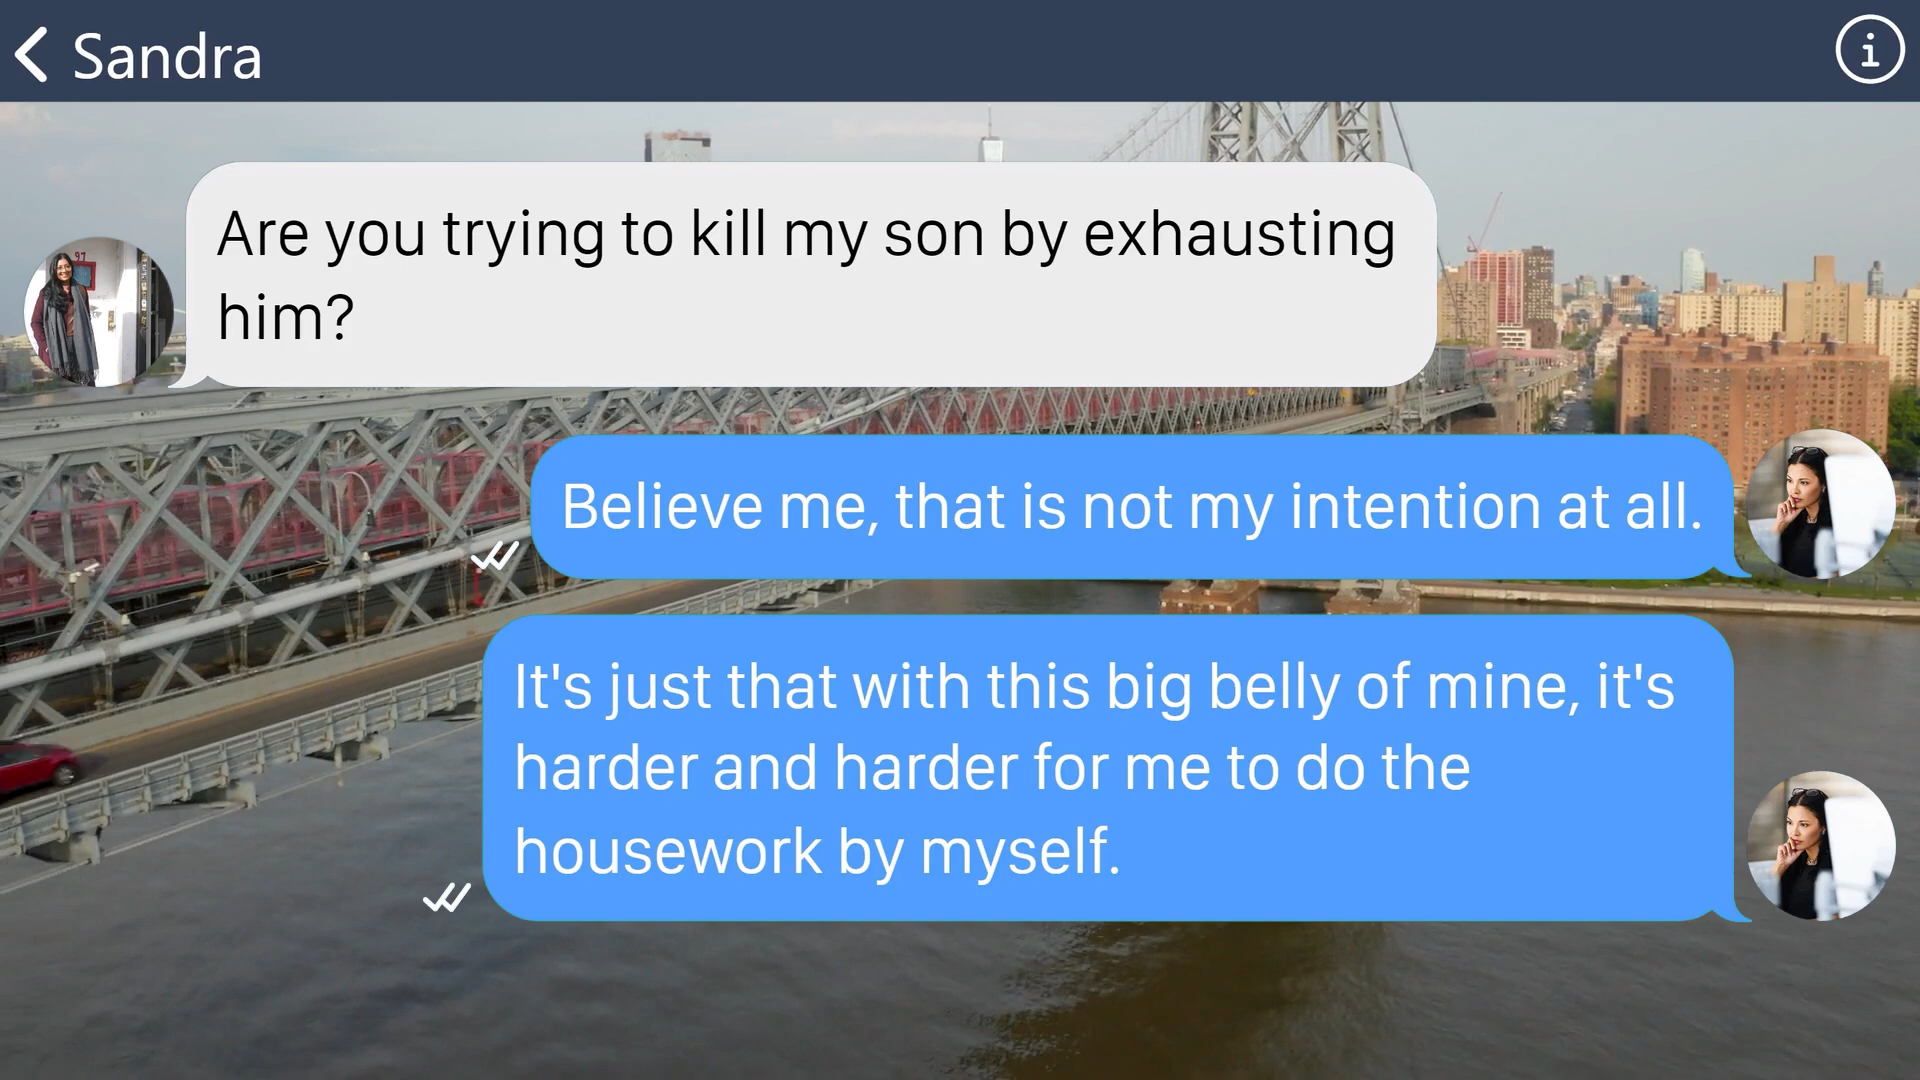 Sandra
97
Are you trying to kill my son by exhausting
him?
Believe me, that is not my intention at all.
It's just that with this big belly of mine, it's
harder and harder for me to do the
housework by myself.